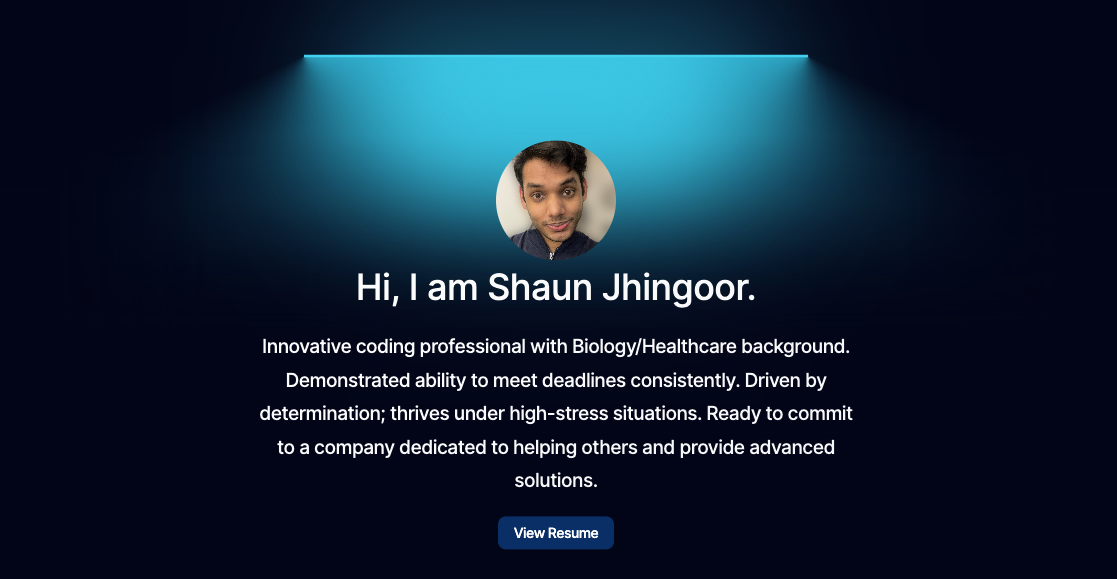 Hi, I am Shaun Jhingoor.
Innovative coding professional with Biology/Healthcare background.
Demonstrated ability to meet deadlines consistently. Driven by
determination; thrives under high-stress situations. Ready to commit
to a company dedicated to helping others and provide advanced
solutions.
View Resume